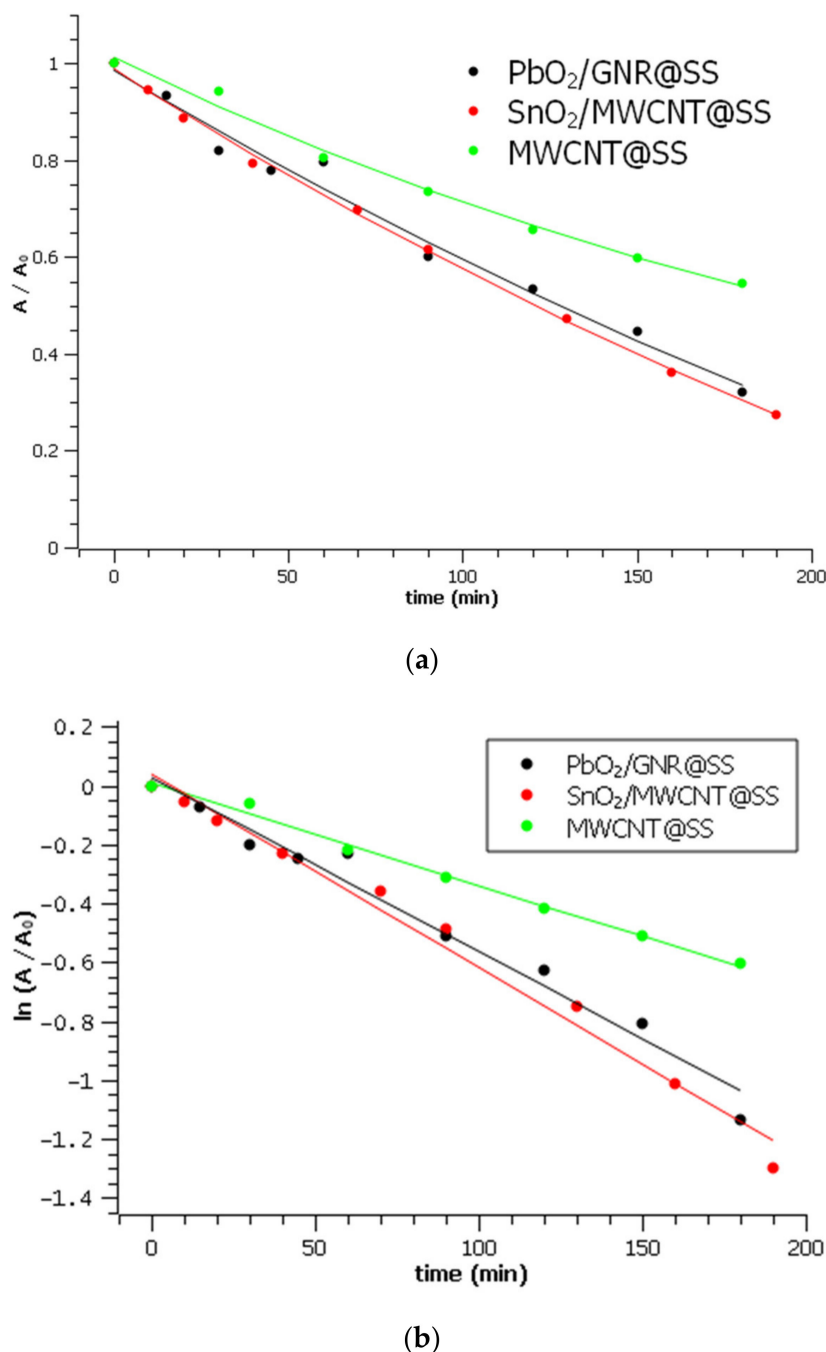 1
0.8
0.6
0.4
0.2
0
A / A₀
PbO₂/GNR@SS
SnO₂/MWCNT@SS
MWCNT@SS
0 50 100 150 200
time (min)
(a)
0.2
0
-0.2
-0.4
-0.6
-0.8
-1
-1.2
-1.4
ln (A /A₀)
PbO₂/GNR@SS
SnO₂/MWCNT@SS
MWCNT@SS
0 50 100 150 200
time (min)
(b)